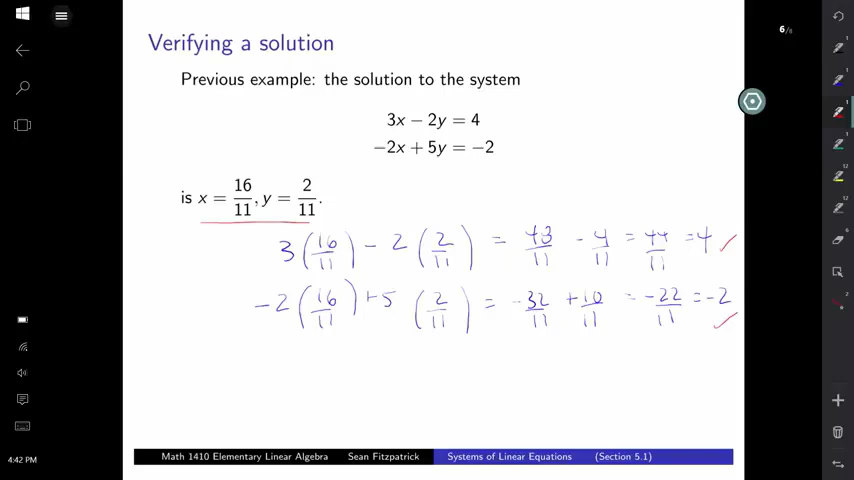 6/8
Verifying a solution
Previous example: the solution to the system
3x − 2y = 4
−2x + 5y = −2
is x = 16/11, y = 2/11.
3 (16/11) − 2 (2/11) = 48/11 − 4/11 = 44/11 = 4 ✓
−2 (16/11) + 5 (2/11) = −32/11 + 10/11 = −22/11 = −2 ✓
4:42 PM
Math 1410 Elementary Linear Algebra Sean Fitzpatrick Systems of Linear Equations (Section 5.1)